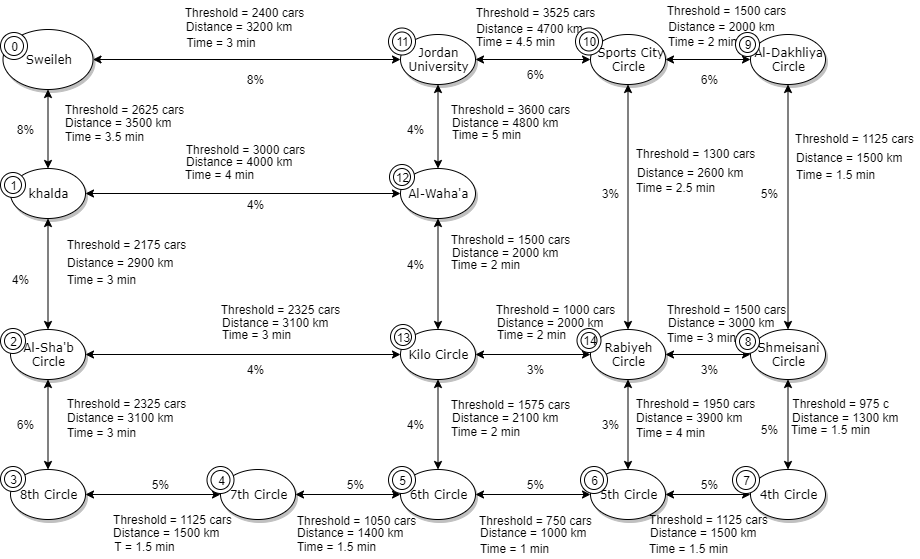 Threshold = 2400 cars
Distance = 3200 km
Time = 3 min
Threshold = 3525 cars
Distance = 4700 km
Time = 4.5 min
Threshold = 1500 cars
Distance = 2000 km
Time = 2 min
0
Sweileh
11
Jordan
University
10
Sports City
Circle
9
Al-Dakhliya
Circle
8%
6%
6%
8%
Threshold = 2625 cars
Distance = 3500 km
Time = 3.5 min
4%
Threshold = 3600 cars
Distance = 4800 km
Time = 5 min
3%
Threshold = 1300 cars
Distance = 2600 km
Time = 2.5 min
5%
Threshold = 1125 cars
Distance = 1500 km
Time = 1.5 min
Threshold = 3000 cars
Distance = 4000 km
Time = 4 min
1
khalda
12
Al-Waha'a
4%
4%
Threshold = 2175 cars
Distance = 2900 km
Time = 3 min
4%
Threshold = 1500 cars
Distance = 2000 km
Time = 2 min
Threshold = 2325 cars
Distance = 3100 km
Time = 3 min
Threshold = 1000 cars
Distance = 2000 km
Time = 2 min
Threshold = 1500 cars
Distance = 3000 km
Time = 3 min
2
Al-Sha'b
Circle
13
Kilo Circle
14
Rabiyeh
Circle
8
Shmeisani
Circle
4%
3%
3%
6%
Threshold = 2325 cars
Distance = 3100 km
Time = 3 min
4%
Threshold = 1575 cars
Distance = 2100 km
Time = 2 min
3%
Threshold = 1950 cars
Distance = 3900 km
Time = 4 min
5%
Threshold = 975 c
Distance = 1300 km
Time = 1.5 min
3
8th Circle
4
7th Circle
5
6th Circle
6
5th Circle
7
4th Circle
5%
5%
5%
5%
Threshold = 1125 cars
Distance = 1500 km
T = 1.5 min
Threshold = 1050 cars
Distance = 1400 km
Time = 1.5 min
Threshold = 750 cars
Distance = 1000 km
Time = 1 min
Threshold = 1125 cars
Distance = 1500 km
Time = 1.5 min